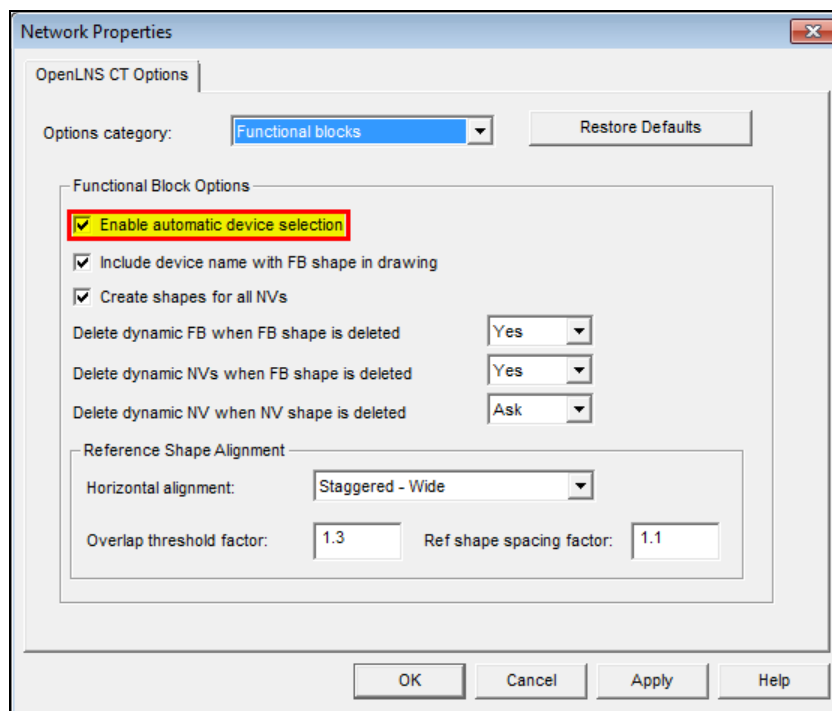 Network Properties
OpenLNS CT Options
Options category: Functional blocks Restore Defaults
Functional Block Options
Enable automatic device selection
Include device name with FB shape in drawing
Create shapes for all NVs
Delete dynamic FB when FB shape is deleted Yes
Delete dynamic NVs when FB shape is deleted Yes
Delete dynamic NV when NV shape is deleted Ask
Reference Shape Alignment
Horizontal alignment: Staggered - Wide
Overlap threshold factor: 1.3 Ref shape spacing factor: 1.1
OK Cancel Apply Help